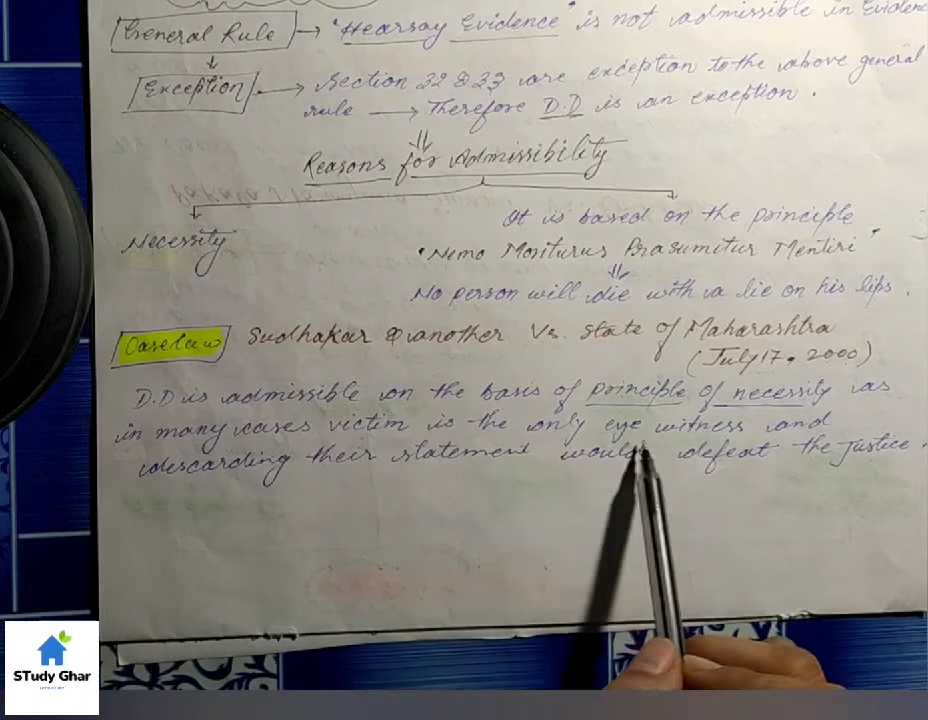 General Rule → "Hearsay Evidence" is not admissible in Eviden
Exception → Section 32 & 33 are exception to the above general
rule → Therefore D.D is an exception.
Reasons for Admissibility
Necessity
It is based on the principle
"Nemo Moriturus Prasumitur Mentiri"
No person will die with a lie on his lips.
Caselaw Sudhakar & another Vs. State of Maharashtra
(July 17, 2000)
D.D is admissible on the basis of principle of necessity as
in many cases victim is the only eye witness and
descarding their statement would defeat the justice.
STudy Ghar